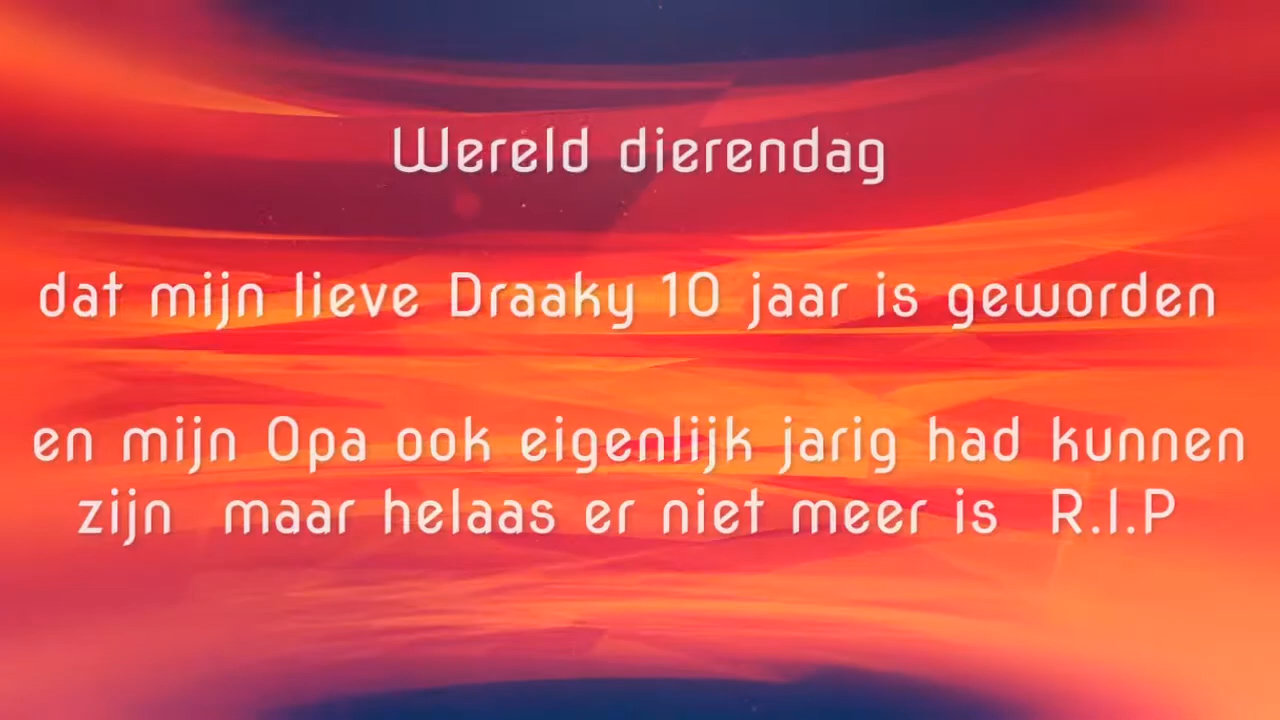 Wereld dierendag
dat mijn lieve Draaky 10 jaar is geworden
en mijn Opa ook eigenlijk jarig had kunnen
zijn maar helaas er niet meer is R.I.P